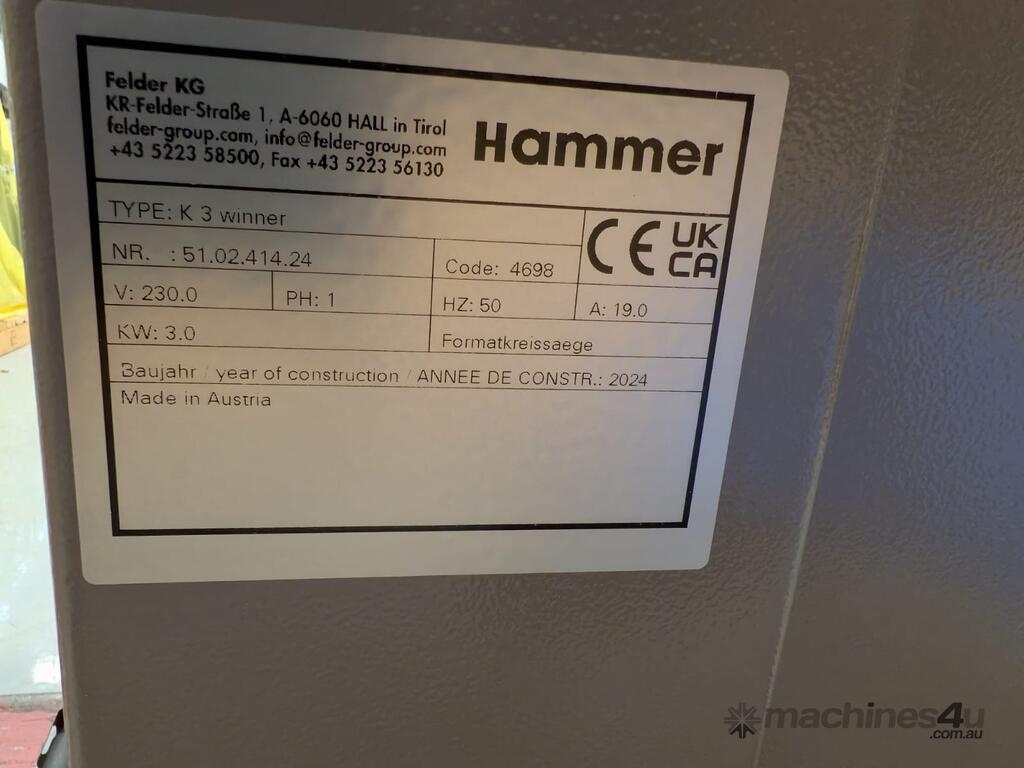 Felder KG
KR-Felder-Straße 1, A-6060 HALL in Tirol
felder-group.com, info@felder-group.com
+43 5223 58500, Fax +43 5223 56130
Hammer
TYPE: K 3 winner
CE UK CA
NR. : 51.02.414.24 Code: 4698
V: 230.0 PH: 1 HZ: 50 A: 19.0
KW: 3.0 Formatkreissaege
Baujahr / year of construction / ANNEE DE CONSTR.: 2024
Made in Austria
machines4u
.com.au